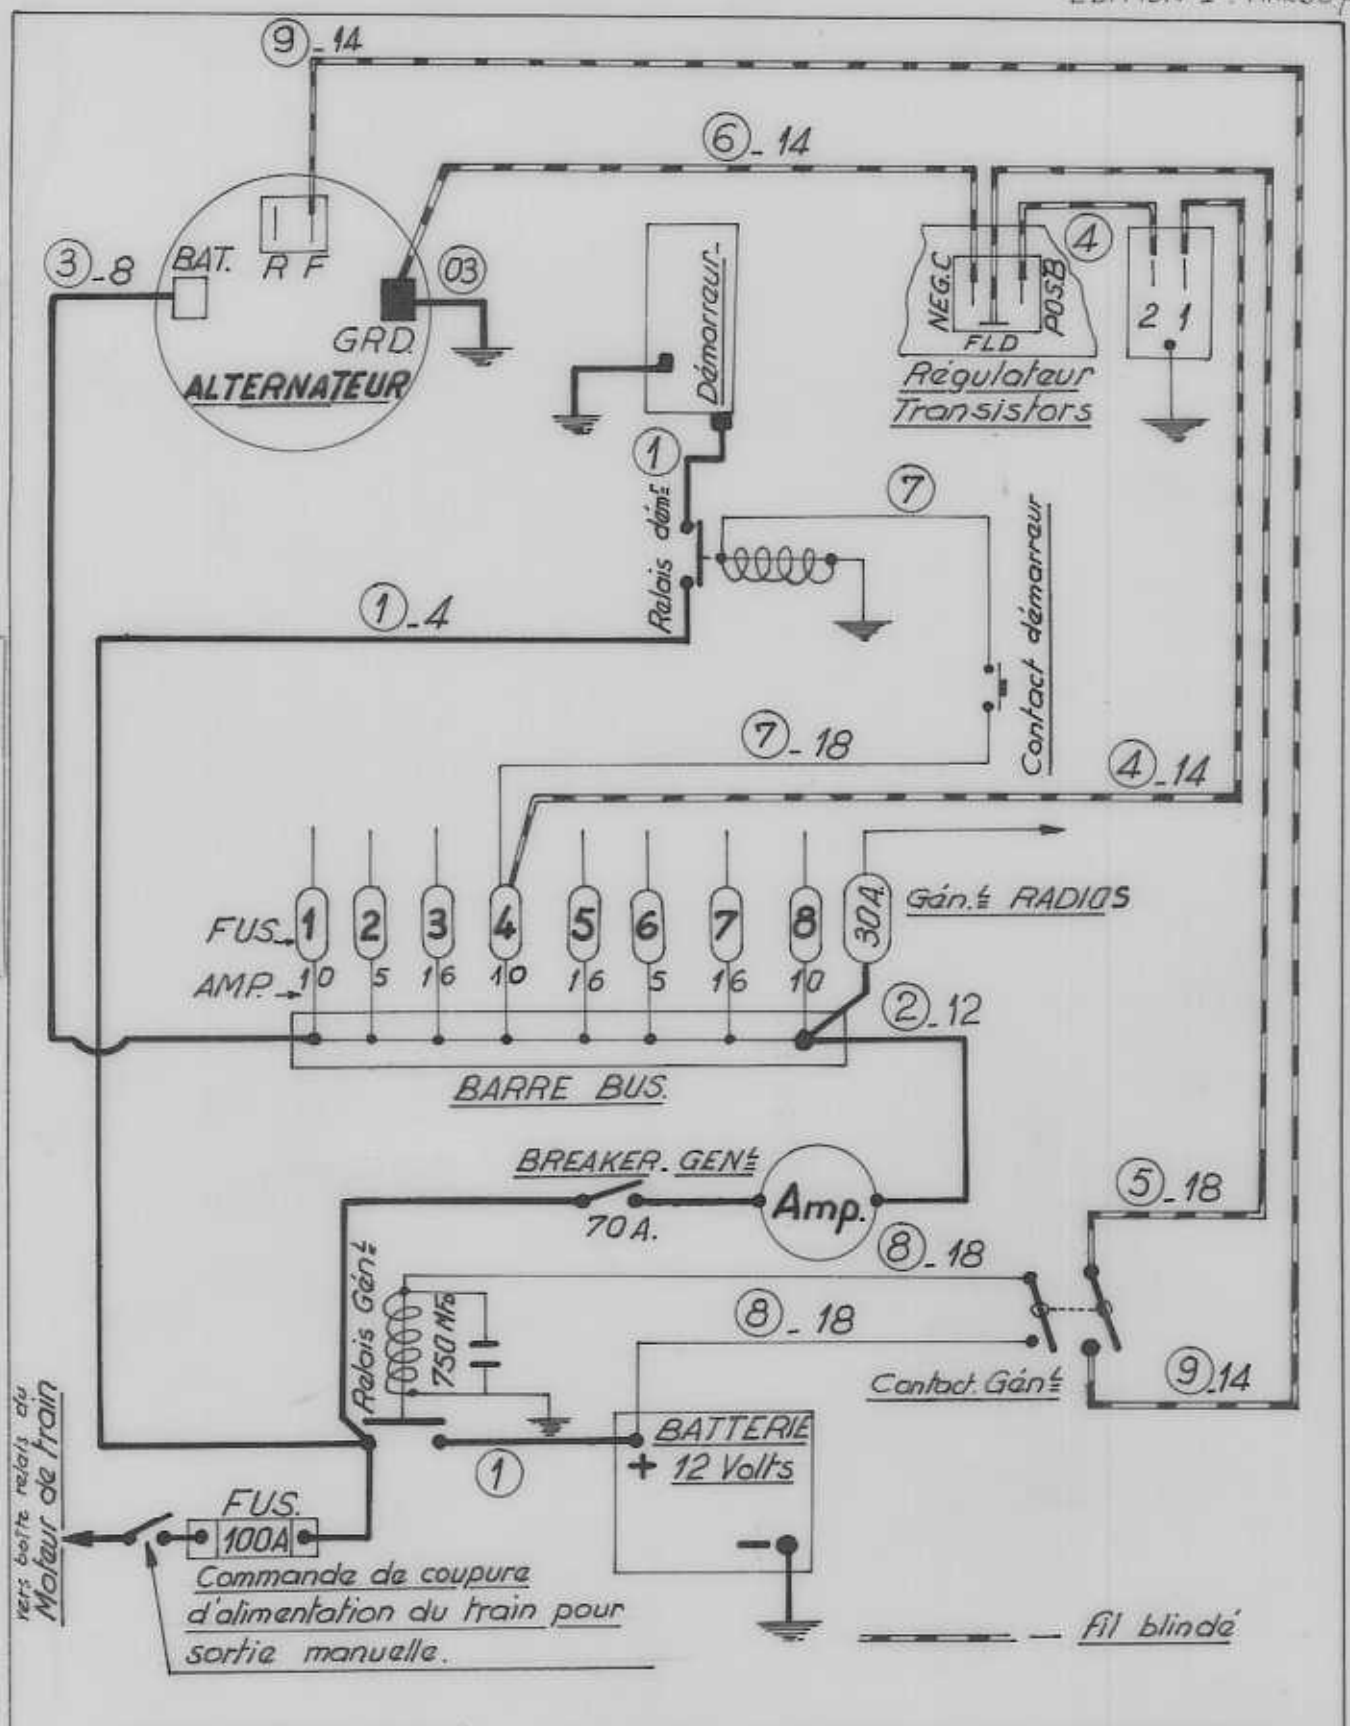 9_14
6_14
3_8
BAT.
R F
03
GRD.
ALTERNATEUR
Démarreur
NEG.C
POS.B
FLD
4
2 1
Régulateur
Transistors
1
Relais démr
7
Contact démarreur
1_4
7_18
4_14
FUS. 1 2 3 4 5 6 7 8 30A.
Gén.L RADIOS
AMP. 10 5 16 10 16 5 16 10
2_12
BARRE BUS.
BREAKER. GENL
70 A.
Amp.
5_18
8_18
8_18
Relais GénL
750 MFD
Contact. GénL
9_14
BATTERIE
+ 12 Volts
-
1
vers boîte relais du
Moteur de train
FUS.
100A
Commande de coupure
d'alimentation du train pour
sortie manuelle.
fil blindé